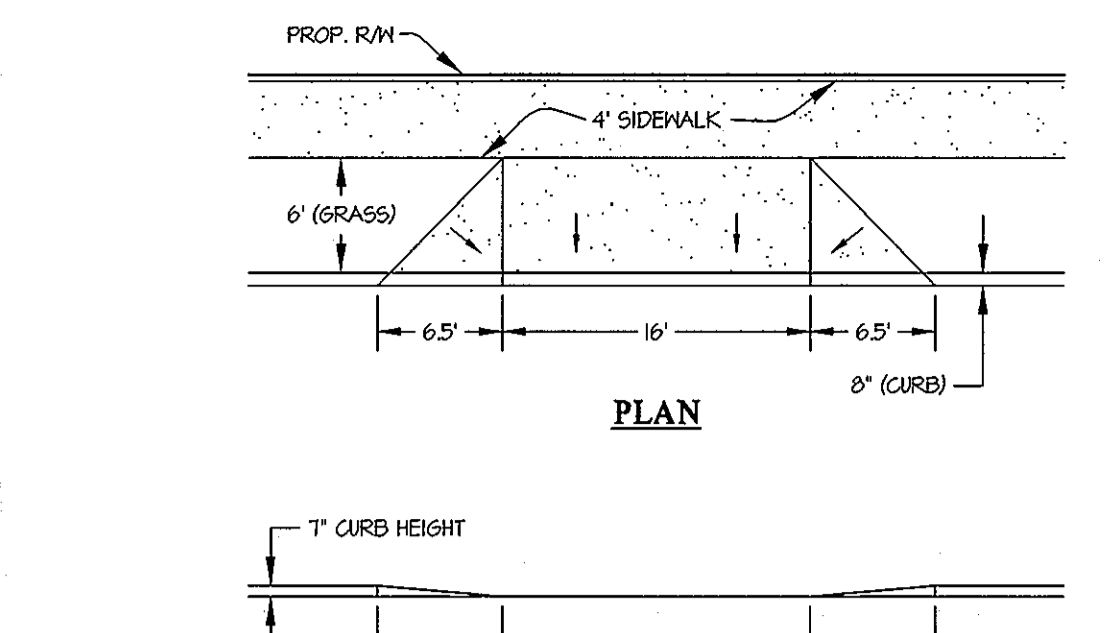 PROP. R/W
4' SIDEWALK
6' (GRASS)
6.5'
16'
6.5'
8" (CURB)
PLAN
7" CURB HEIGHT